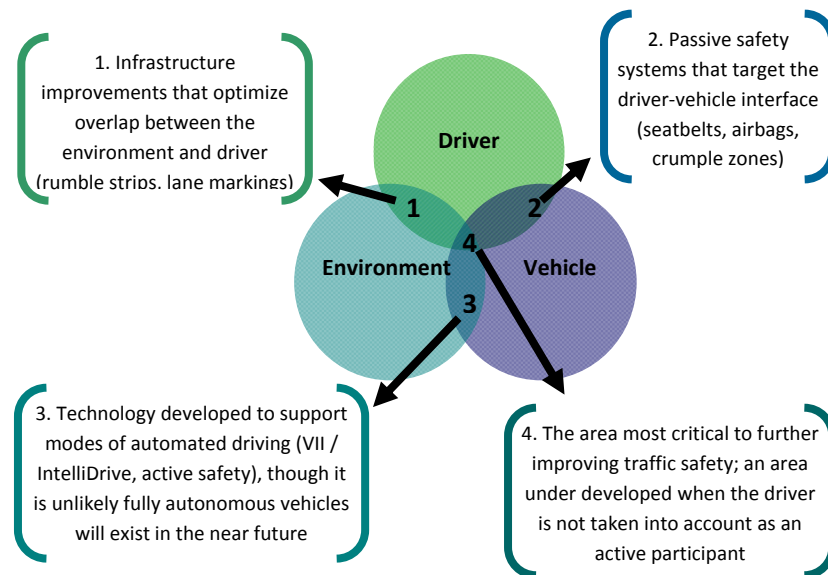 1. Infrastructure
improvements that optimize
overlap between the
environment and driver
(rumble strips, lane markings)
2. Passive safety
systems that target the
driver-vehicle interface
(seatbelts, airbags,
crumple zones)
Driver
1
2
4
Environment
Vehicle
3
3. Technology developed to support
modes of automated driving (VII /
IntelliDrive, active safety), though it
is unlikely fully autonomous vehicles
will exist in the near future
4. The area most critical to further
improving traffic safety; an area
under developed when the driver
is not taken into account as an
active participant